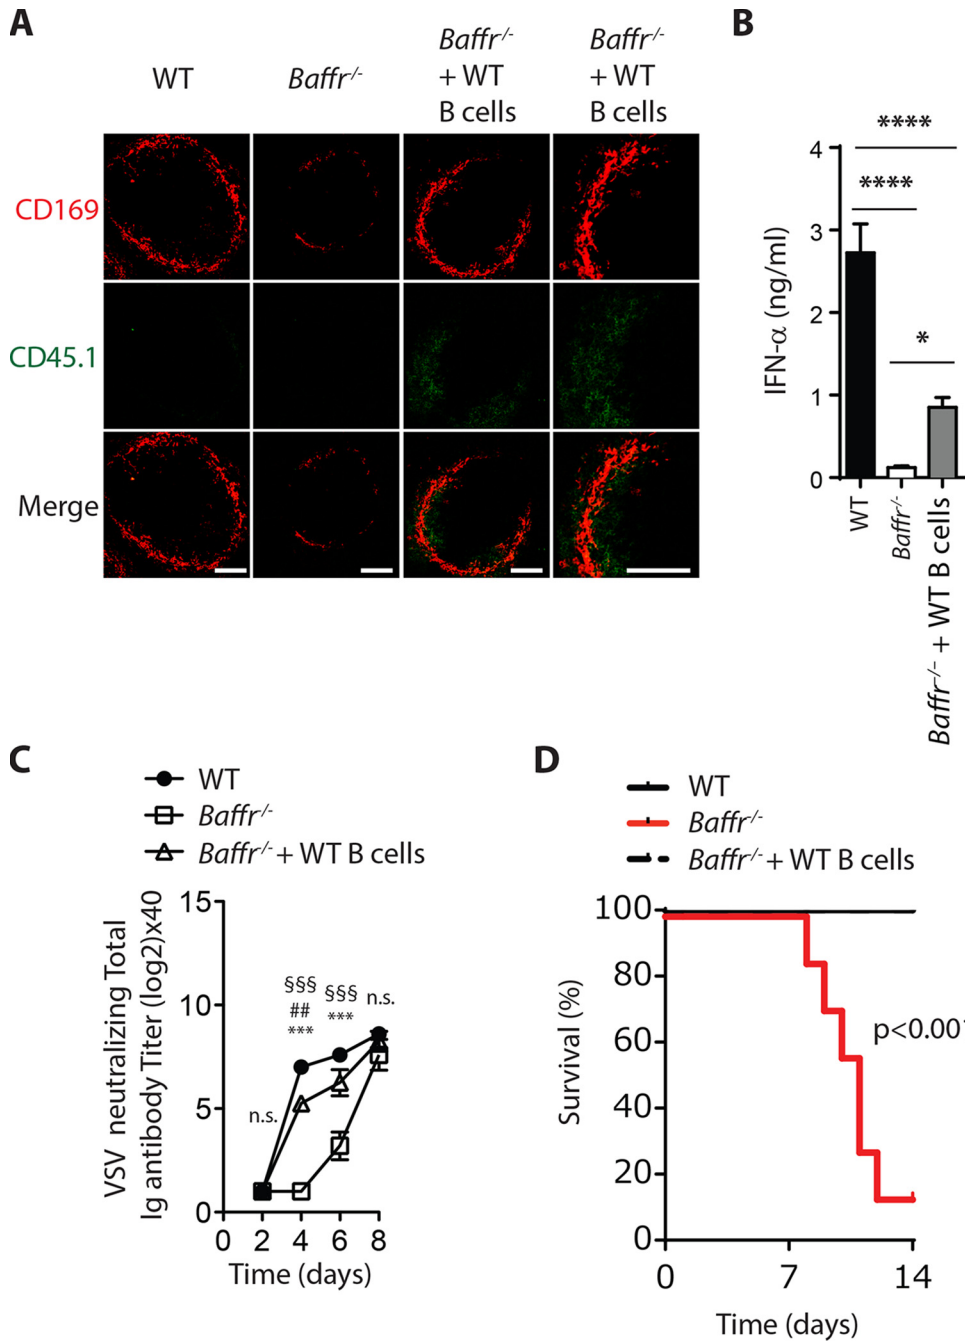 A
WT
Baffr-/-
Baffr-/-
+ WT
B cells
Baffr-/-
+ WT
B cells
CD169
CD45.1
Merge
B
****
****
*
4
3
2
1
0
IFN-α (ng/ml)
WT
Baffr-/-
Baffr-/- + WT B cells
C
WT
Baffr-/-
Baffr-/- + WT B cells
VSV neutralizing Total
Ig antibody Titer (log2)x40
15
10
5
0
n.s.
§§§
##
***
§§§
***
n.s.
0 2 4 6 8
Time (days)
D
WT
Baffr-/-
Baffr-/- + WT B cells
Survival (%)
100
80
60
40
20
0
p<0.00
0 7 14
Time (days)